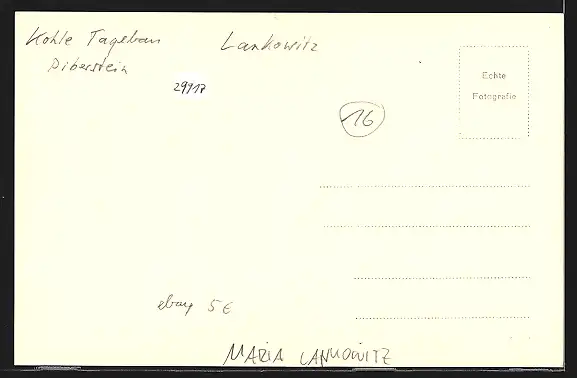 Kohle Tagebau Lankowitz
Piberstein
29917
Echte
Fotografie
16
ebay 5€
MARIA LANKOWITZ